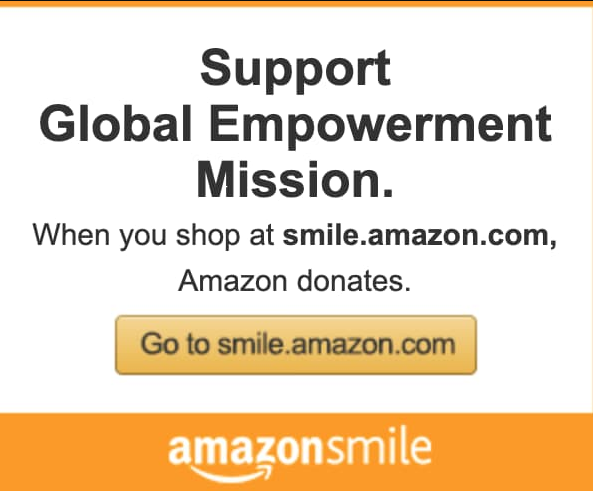 Support
Global Empowerment
Mission.
When you shop at smile.amazon.com,
Amazon donates.
Go to smile.amazon.com
amazonsmile